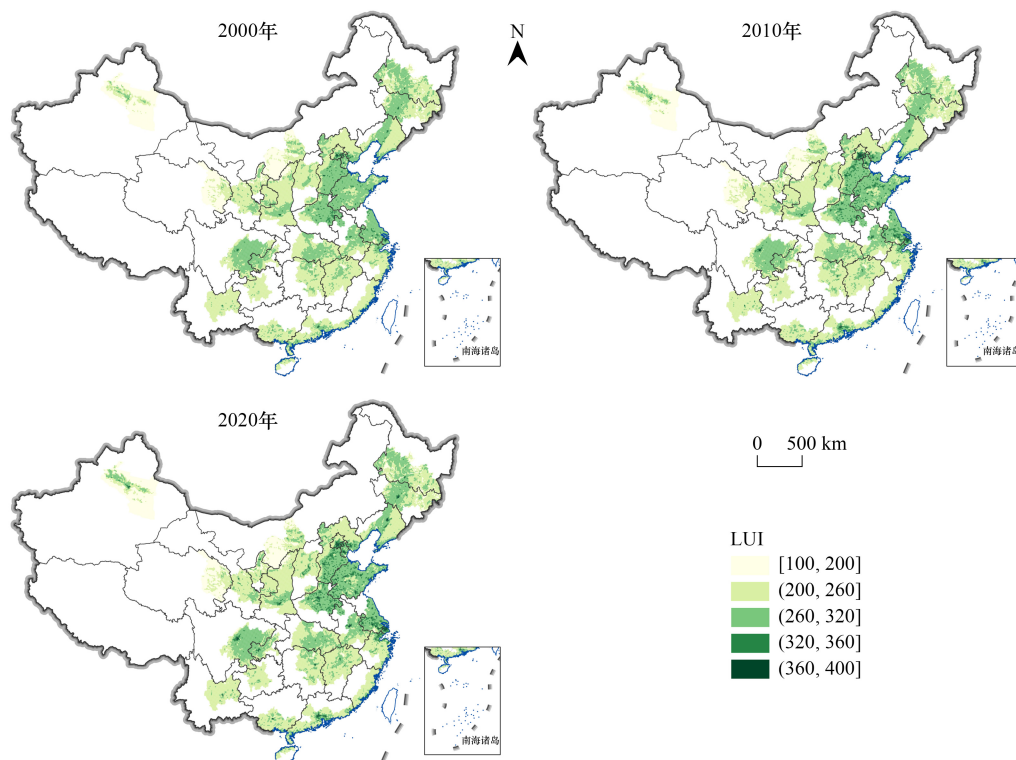 2000年
N
2010年
南海诸岛
南海诸岛
2020年
0 500 km
LUI
[100, 200]
(200, 260]
(260, 320]
(320, 360]
(360, 400]
南海诸岛